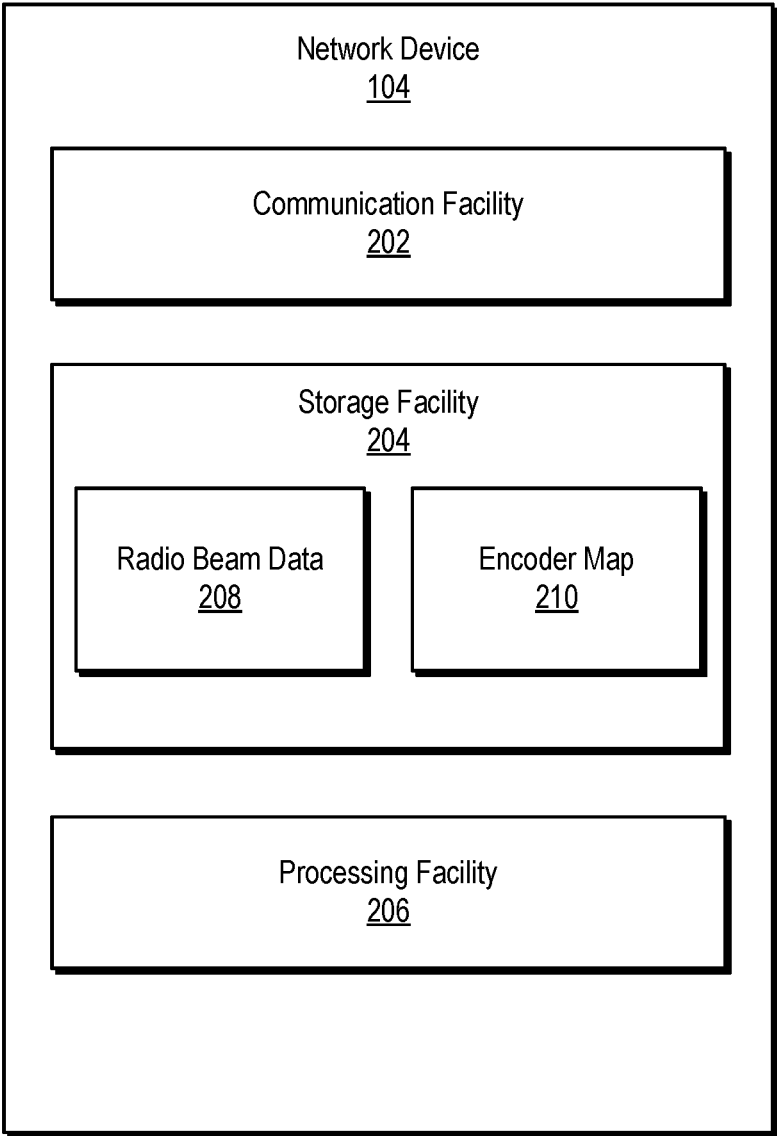 Network Device
104
Communication Facility
202
Storage Facility
204
Radio Beam Data
208
Encoder Map
210
Processing Facility
206